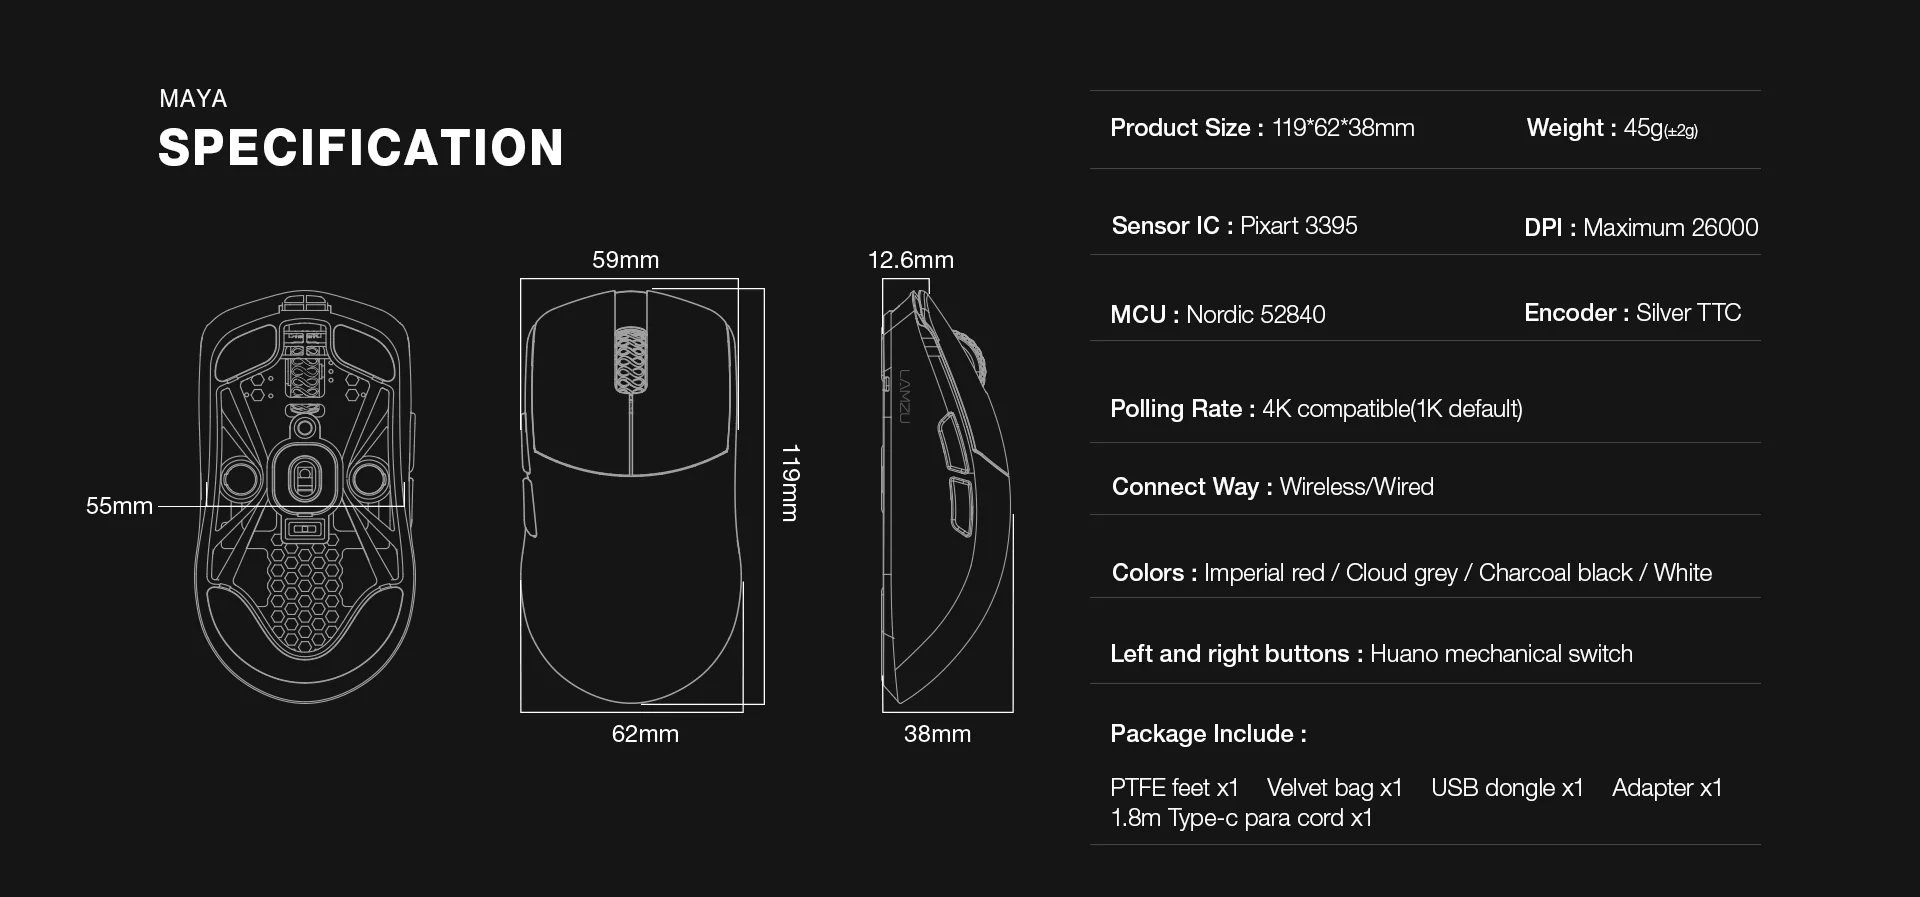 MAYA
SPECIFICATION
59mm
12.6mm
55mm
119mm
LAMZU
62mm
38mm
Product Size : 119*62*38mm
Weight : 45g(±2g)
Sensor IC : Pixart 3395
DPI : Maximum 26000
MCU : Nordic 52840
Encoder : Silver TTC
Polling Rate : 4K compatible(1K default)
Connect Way : Wireless/Wired
Colors : Imperial red / Cloud grey / Charcoal black / White
Left and right buttons : Huano mechanical switch
Package Include :
PTFE feet x1 Velvet bag x1 USB dongle x1 Adapter x1
1.8m Type-c para cord x1